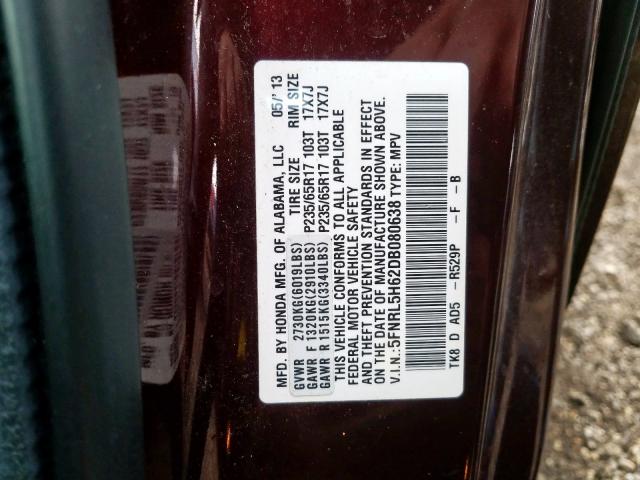 MFD. BY HONDA MFG. OF ALABAMA, LLC 05/13
TIRE SIZE RIM SIZE
GVWR 2730KG(6019LBS)
GAWR F 1320KG(2910LBS) P235/65R17 103T 17X7J
GAWR R 1515KG(3340LBS) P235/65R17 103T 17X7J
THIS VEHICLE CONFORMS TO ALL APPLICABLE
FEDERAL MOTOR VEHICLE SAFETY
AND THEFT PREVENTION STANDARDS IN EFFECT
ON THE DATE OF MANUFACTURE SHOWN ABOVE.
V.I.N.:5FNRL5H62DB080638 TYPE: MPV
TK8 D AD5 -R529P -F -B